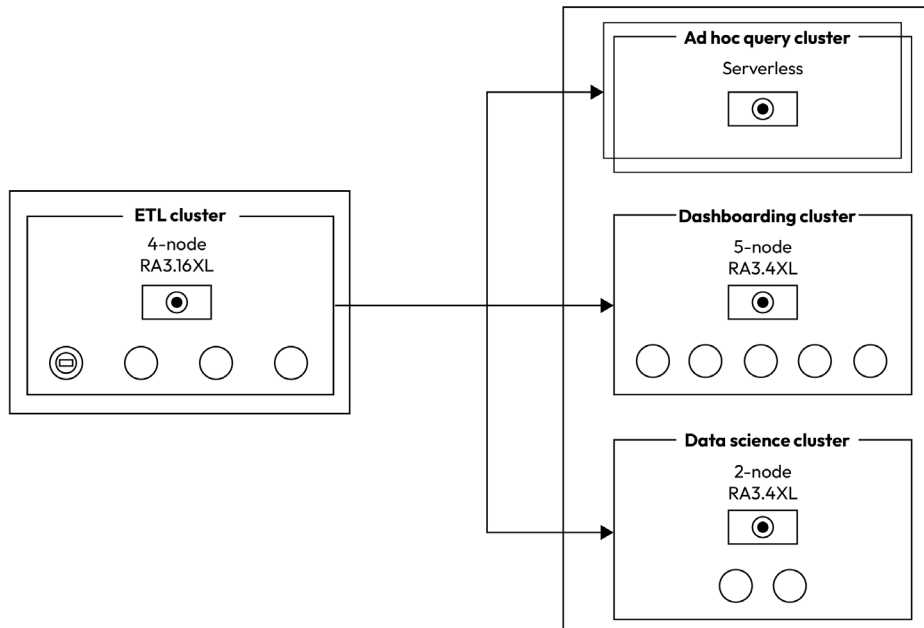 Ad hoc query cluster
Serverless
ETL cluster
4-node
RA3.16XL
Dashboarding cluster
5-node
RA3.4XL
Data science cluster
2-node
RA3.4XL